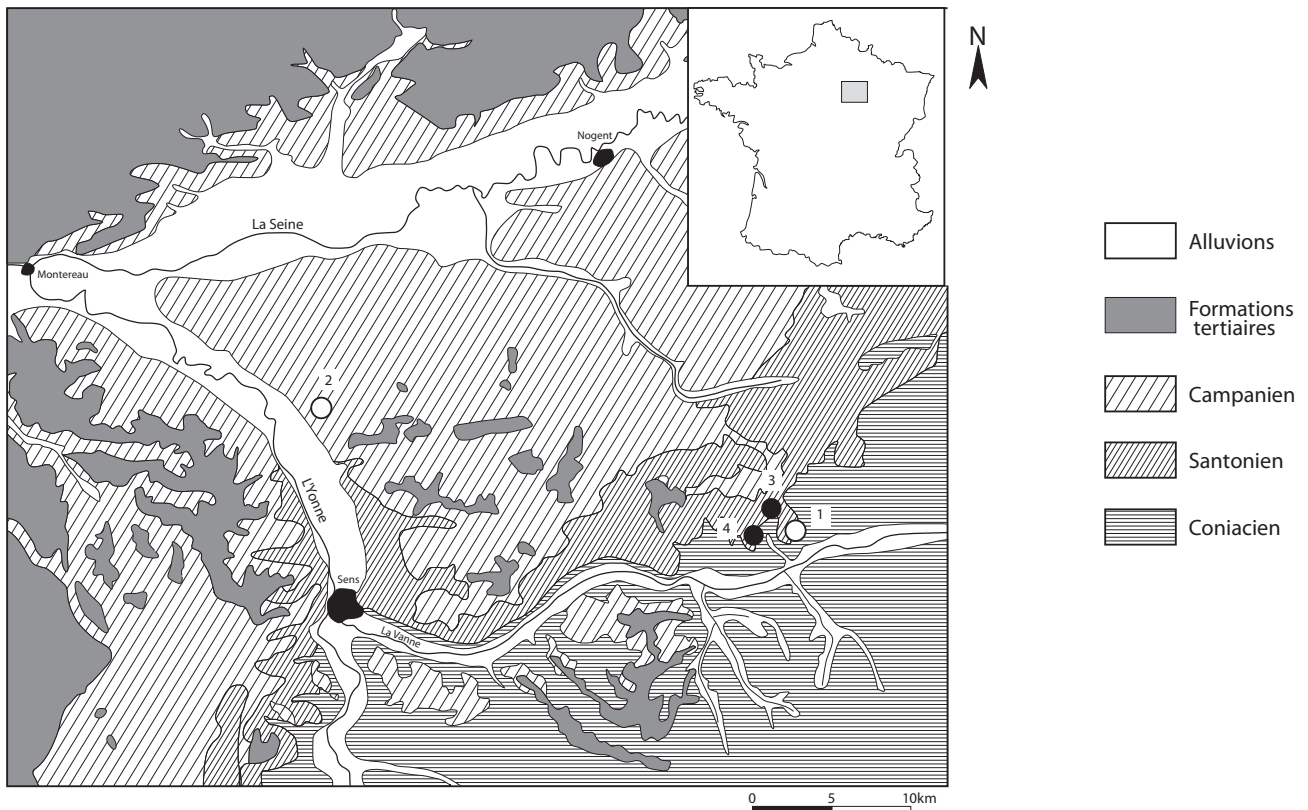 N
Nogent
La Seine
Montereau
2
L'Yonne
3
4
1
Sens
La Vanne
Alluvions
Formations
tertiaires
Campanien
Santonien
Coniacien
0 5 10km